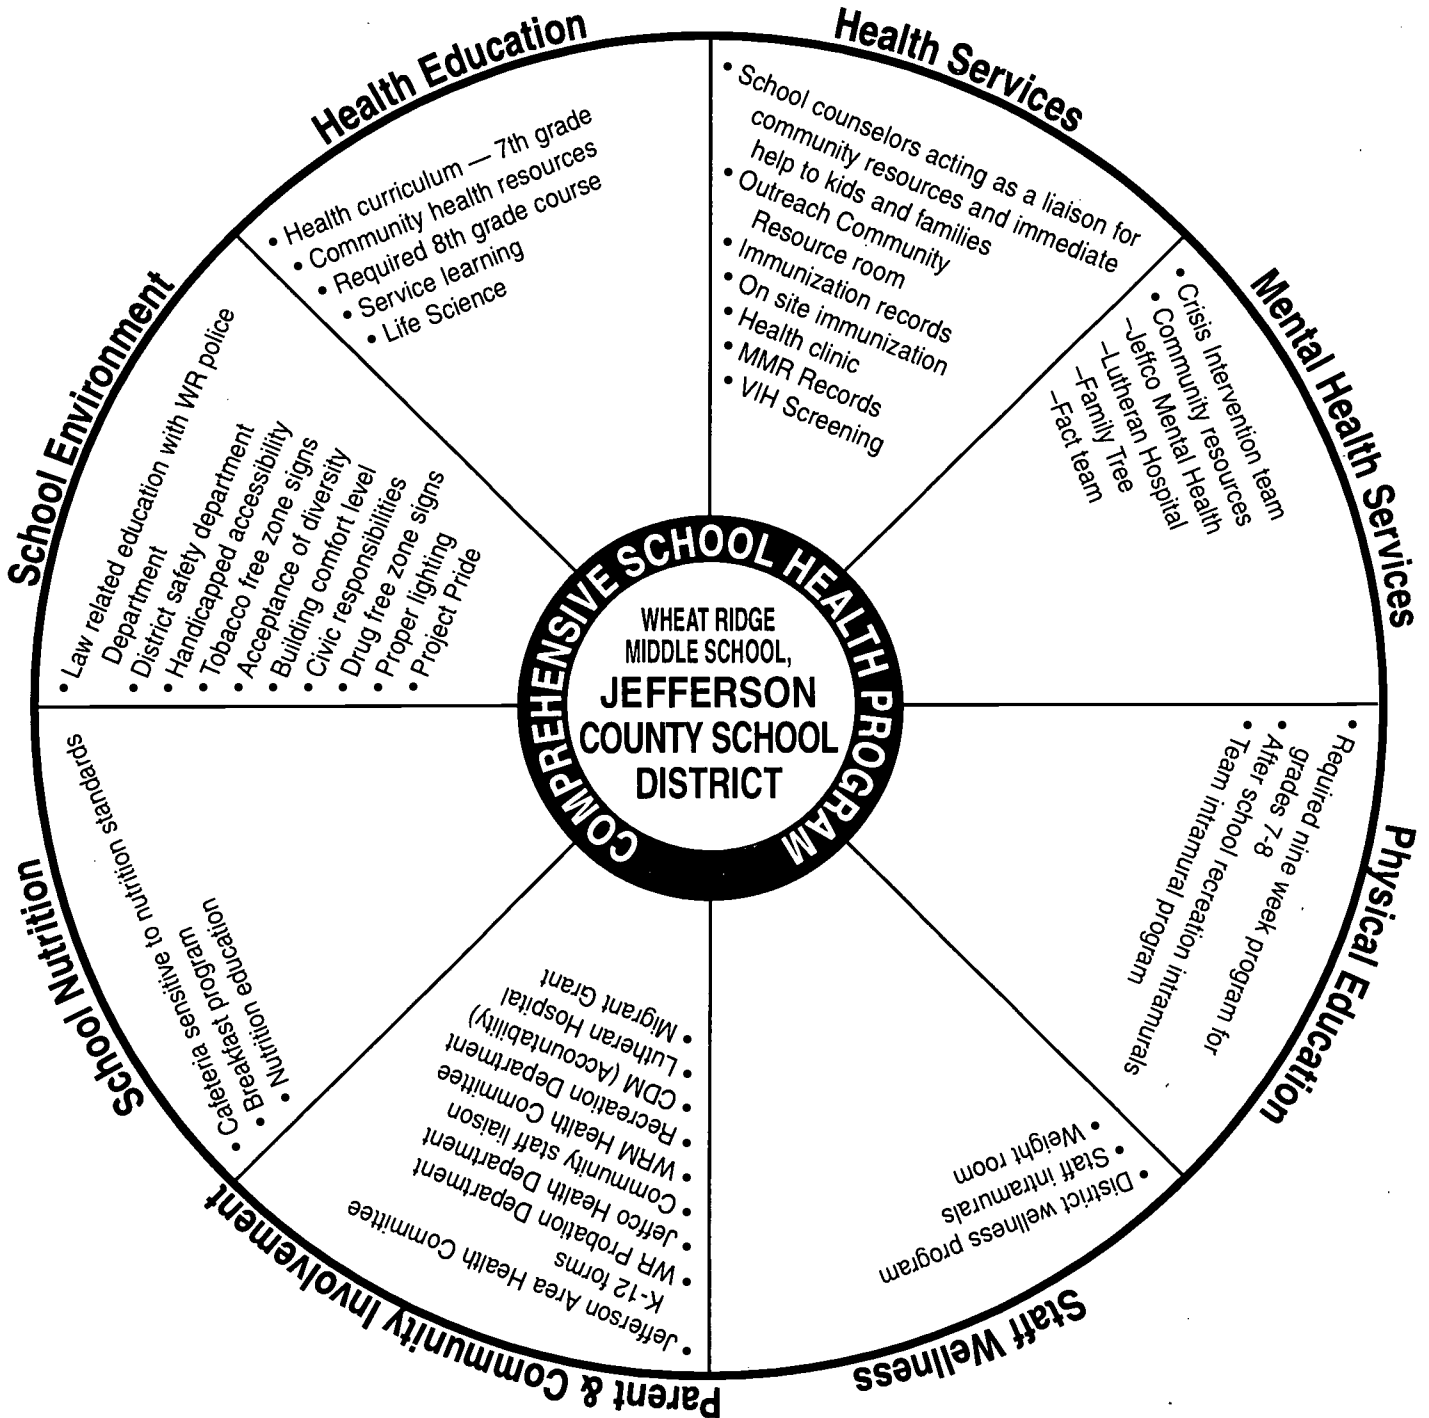 Health Education
• Health curriculum — 7th grade
• Community health resources
• Required 8th grade course
• Service learning
• Life Science
Health Services
• School counselors acting as a liaison for
community resources and immediate
help to kids and families
• Outreach Community
Resource room
• Immunization records
• On site immunization
• Health clinic
• MMR Records
• VIH Screening
Mental Health Services
• Crisis Intervention team
• Community resources
–Jeffco Mental Health
–Lutheran Hospital
–Family Tree
–Fact team
Physical Education
• Required nine week program for
grades 7-8
• After school recreation intramurals
• Team intramural program
Staff Wellness
• District wellness program
• Staff intramurals
• Weight room
Parent & Community Involvement
• Jefferson Area Health Committee
K-12 forms
• WR Probation Department
• Jeffco Health Department
• Community staff liaison
• WRM Health Committee
• Recreation Department
• CDM (Accountability)
• Lutheran Hospital
• Migrant Grant
School Nutrition
• Cafeteria sensitive to nutrition standards
• Breakfast program
• Nutrition education
School Environment
• Law related education with WR police
Department
• District safety department
• Handicapped accessibility
• Tobacco free zone signs
• Acceptance of diversity
• Building comfort level
• Civic responsibilities
• Drug free zone signs
• Proper lighting
• Project Pride
COMPREHENSIVE SCHOOL HEALTH PROGRAM
WHEAT RIDGE
MIDDLE SCHOOL,
JEFFERSON
COUNTY SCHOOL
DISTRICT